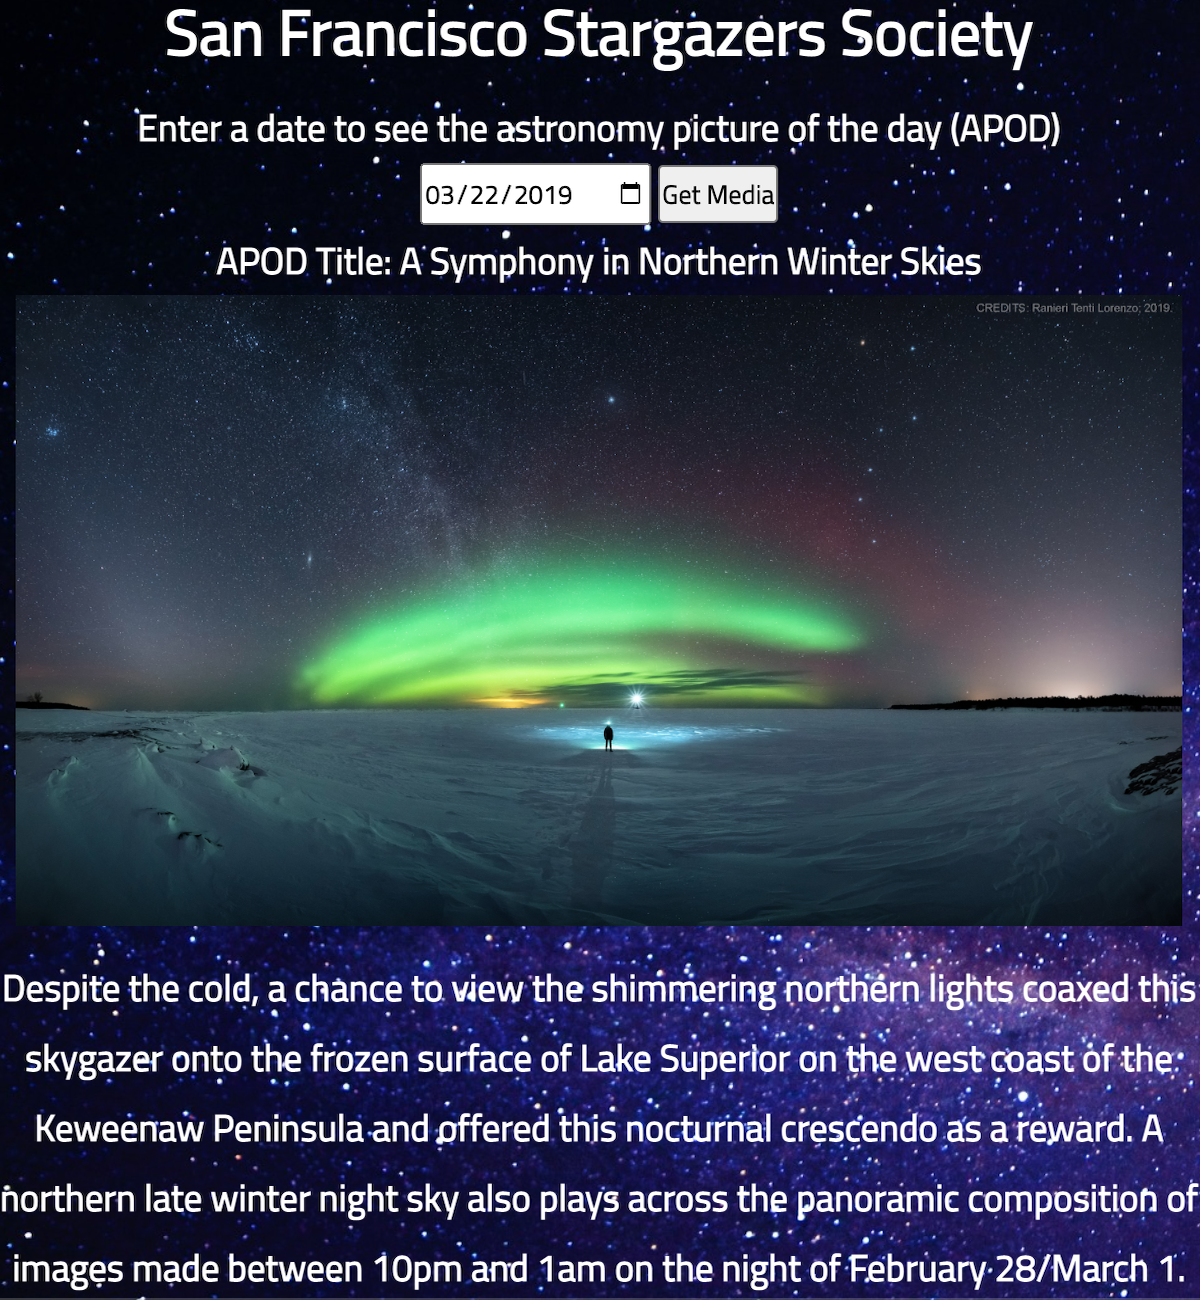 San Francisco Stargazers Society
Enter a date to see the astronomy picture of the day (APOD)
03/22/2019 Get Media
APOD Title: A Symphony in Northern Winter Skies
CREDITS: Ranieri Tenti Lorenzo; 2019.
Despite the cold, a chance to view the shimmering northern lights coaxed this
skygazer onto the frozen surface of Lake Superior on the west coast of the
Keweenaw Peninsula and offered this nocturnal crescendo as a reward. A
northern late winter night sky also plays across the panoramic composition of
images made between 10pm and 1am on the night of February 28/March 1.